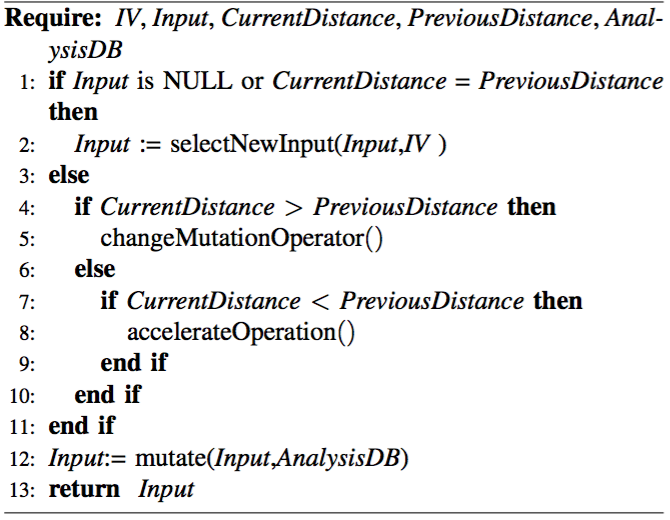 Require: IV, Input, CurrentDistance, PreviousDistance, Anal-
ysisDB
1: if Input is NULL or CurrentDistance = PreviousDistance
then
2: Input := selectNewInput(Input,IV )
3: else
4: if CurrentDistance > PreviousDistance then
5: changeMutationOperator()
6: else
7: if CurrentDistance < PreviousDistance then
8: accelerateOperation()
9: end if
10: end if
11: end if
12: Input:= mutate(Input,AnalysisDB)
13: return Input